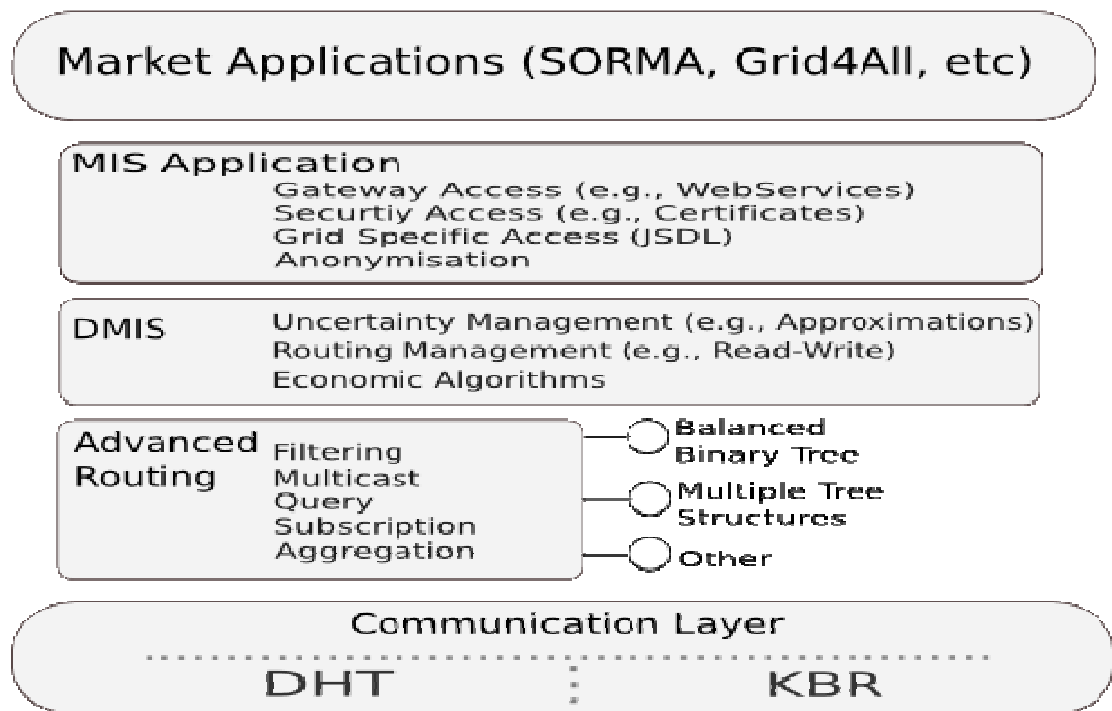 Market Applications (SORMA, Grid4All, etc)
MIS Application
Gateway Access (e.g., WebServices)
Securtiy Access (e.g., Certificates)
Grid Specific Access (JSDL)
Anonymisation
DMIS
Uncertainty Management (e.g., Approximations)
Routing Management (e.g., Read-Write)
Economic Algorithms
Advanced
Routing
Filtering
Multicast
Query
Subscription
Aggregation
Balanced
Binary Tree
Multiple Tree
Structures
Other
Communication Layer
DHT
KBR